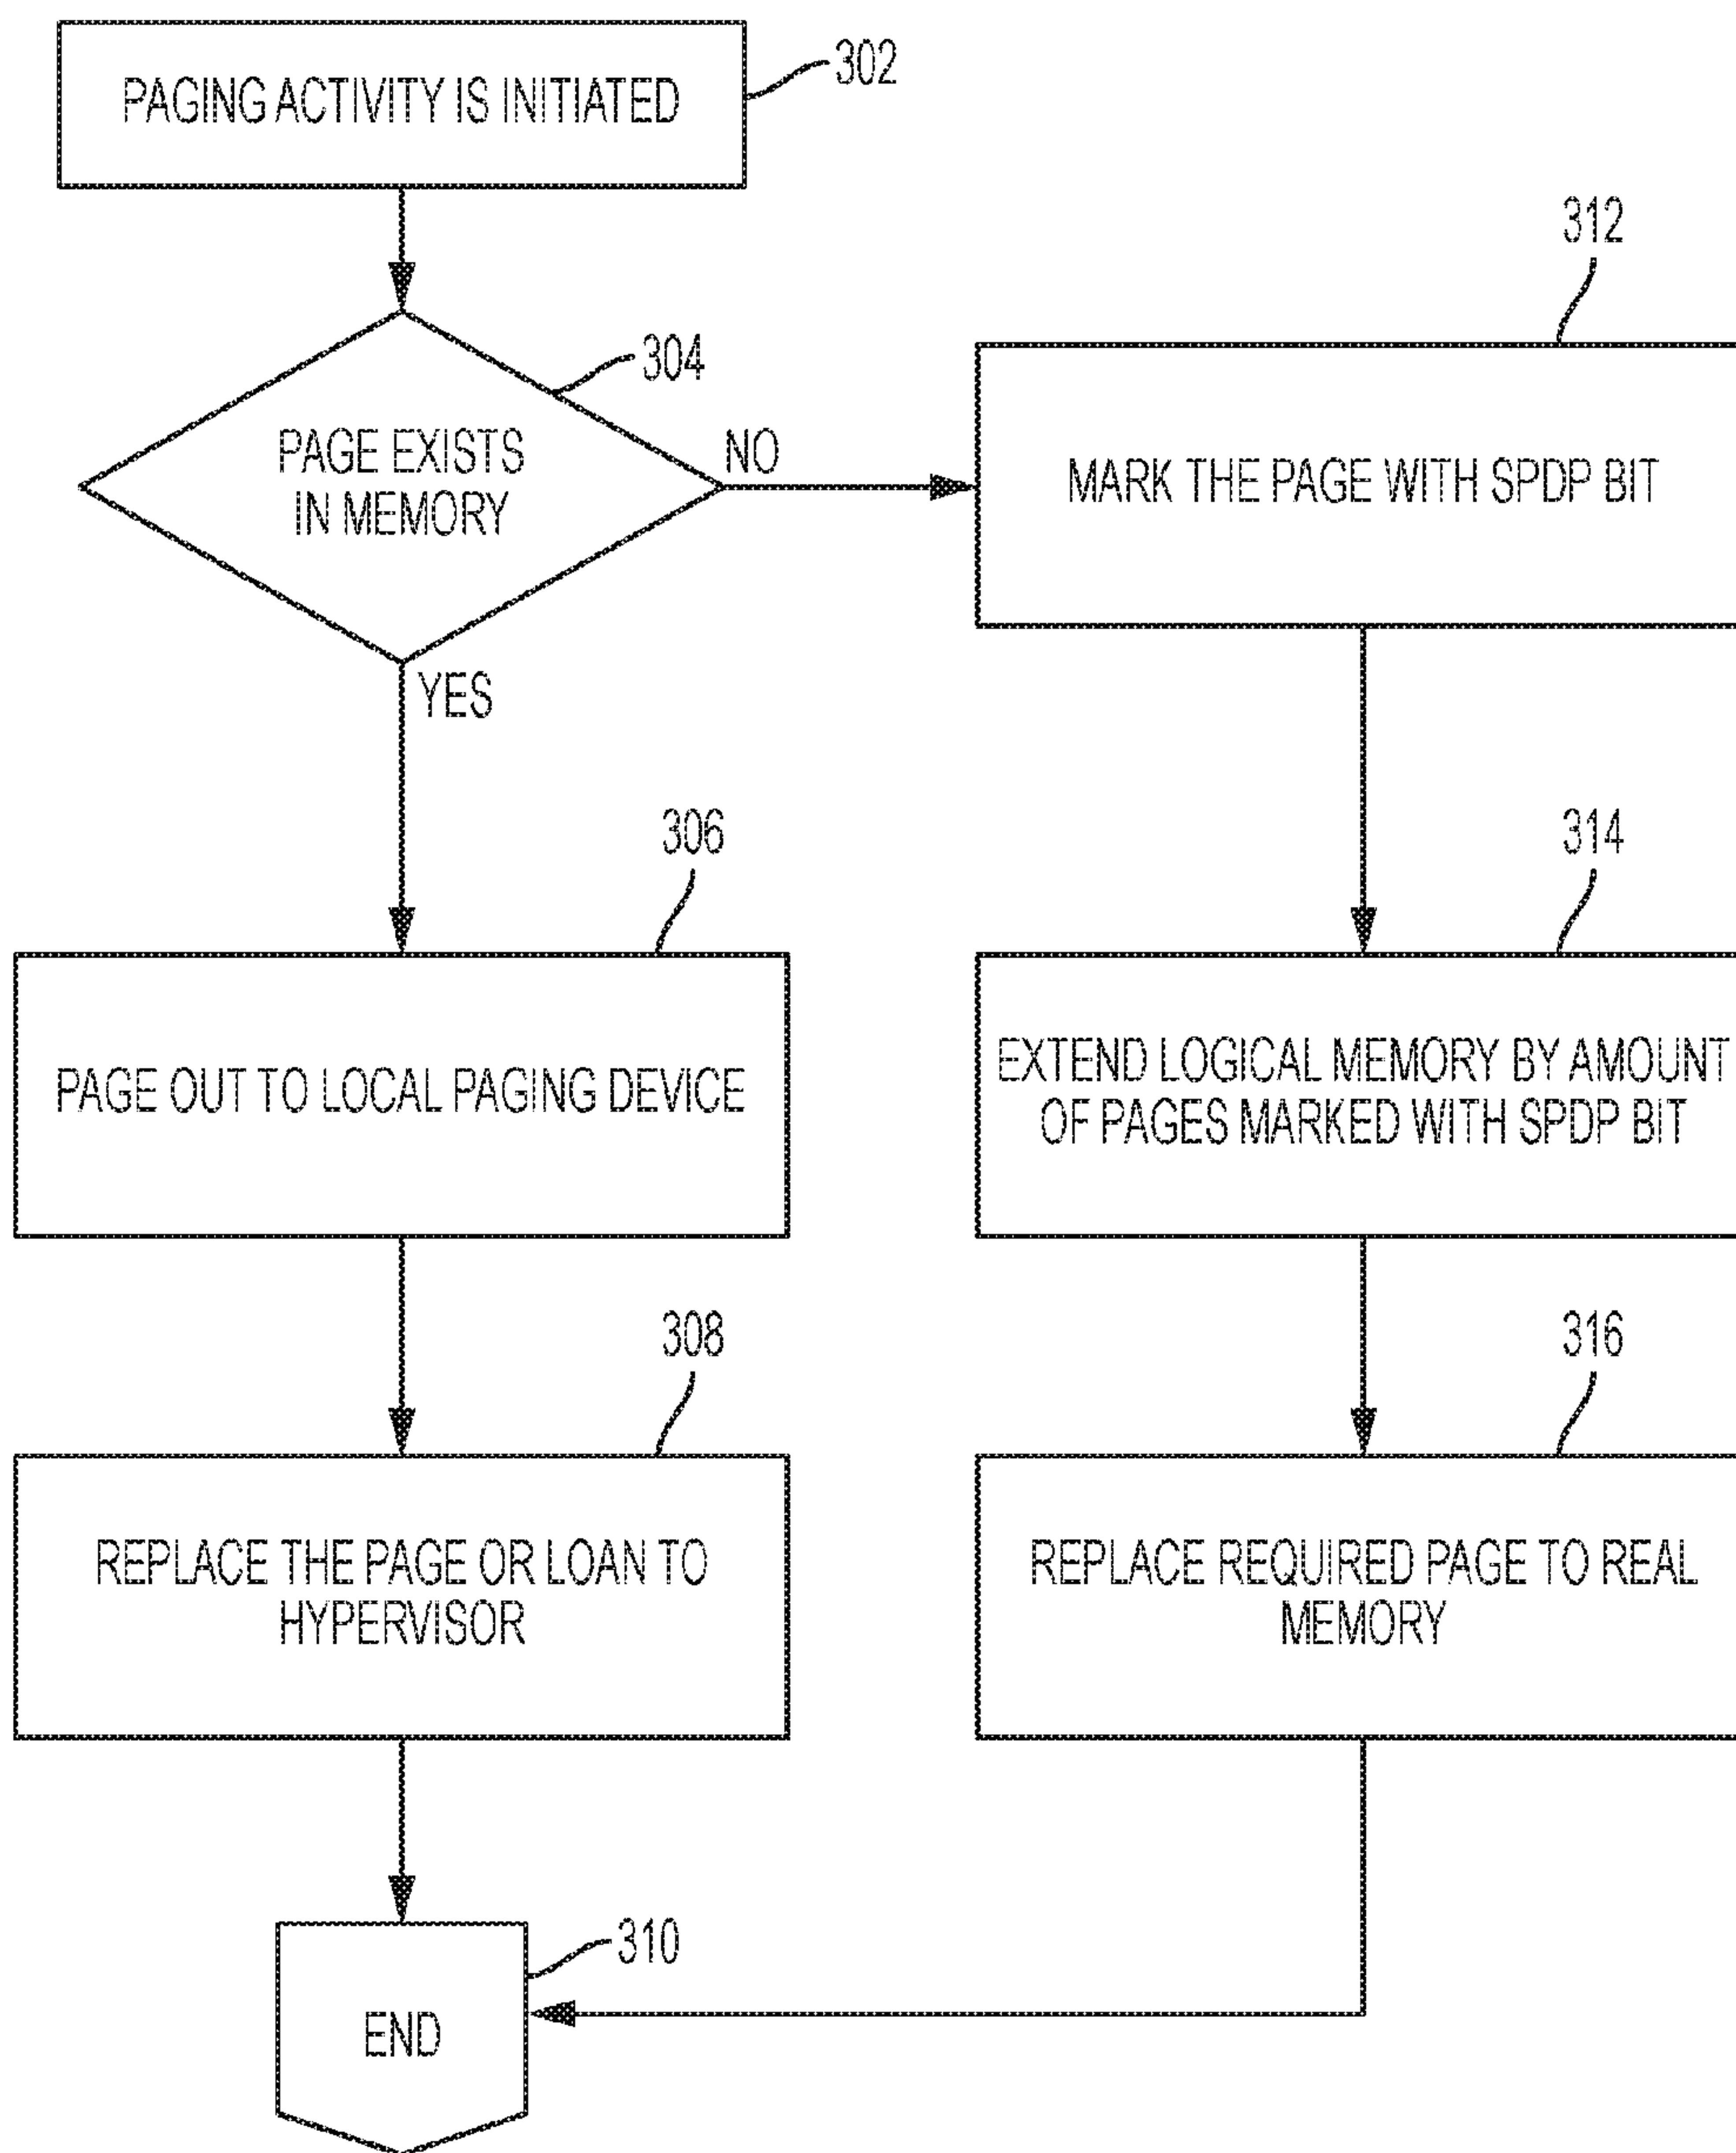 PAGING ACTIVITY IS INITIATED
302
304
PAGE EXISTS
IN MEMORY
NO
YES
312
MARK THE PAGE WITH SPDP BIT
306
PAGE OUT TO LOCAL PAGING DEVICE
314
EXTEND LOGICAL MEMORY BY AMOUNT
OF PAGES MARKED WITH SPDP BIT
308
REPLACE THE PAGE OR LOAN TO
HYPERVISOR
316
REPLACE REQUIRED PAGE TO REAL
MEMORY
310
END